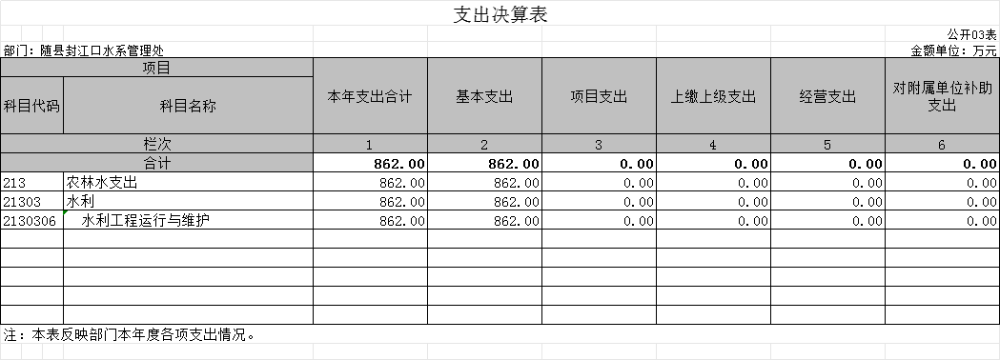 支出决算表
公开03表
部门：随县封江口水系管理处 金额单位：万元
项目 本年支出合计 基本支出 项目支出 上缴上级支出 经营支出 对附属单位补助支出
科目代码 科目名称
栏次 1 2 3 4 5 6
合计 862.00 862.00 0.00 0.00 0.00 0.00
213 农林水支出 862.00 862.00 0.00 0.00 0.00 0.00
21303 水利 862.00 862.00 0.00 0.00 0.00 0.00
2130306 水利工程运行与维护 862.00 862.00 0.00 0.00 0.00 0.00
注：本表反映部门本年度各项支出情况。